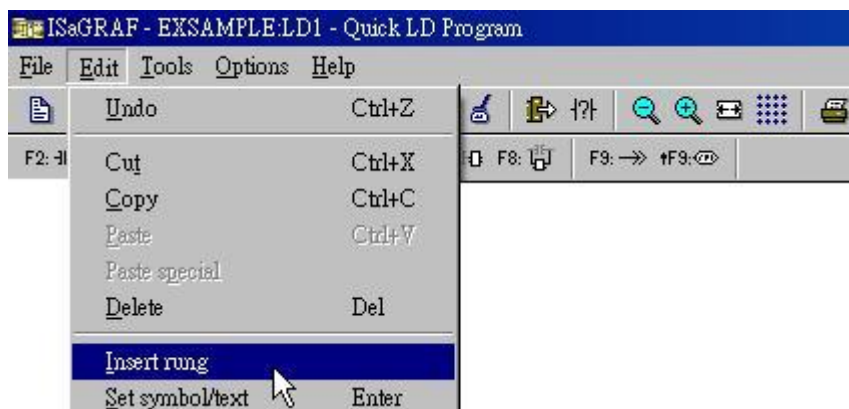 ISaGRAF - EXSAMPLE:LD1 - Quick LD Program
File Edit Tools Options Help
Undo Ctrl+Z
F2: F8: F9: F9:
Cut Ctrl+X
Copy Ctrl+C
Paste Ctrl+V
Paste special
Delete Del
Insert rung
Set symbol/text Enter